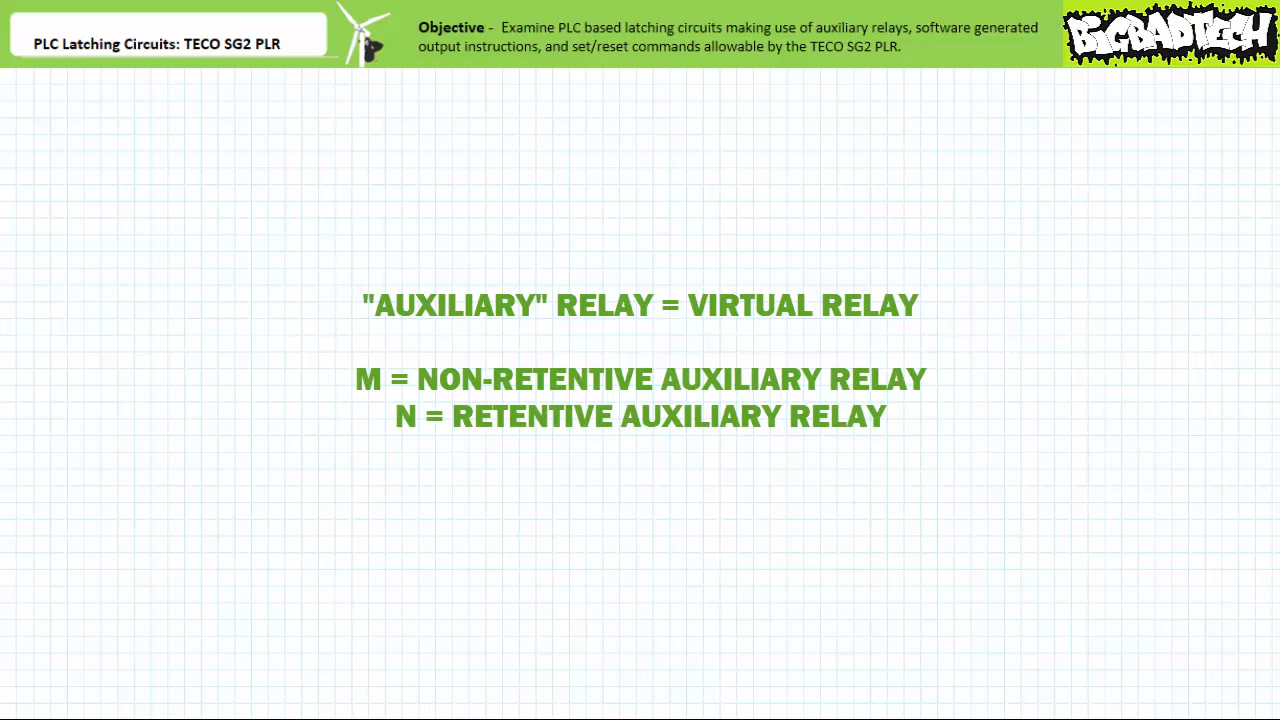 PLC Latching Circuits: TECO SG2 PLR
Objective - Examine PLC based latching circuits making use of auxiliary relays, software generated
output instructions, and set/reset commands allowable by the TECO SG2 PLR.
BIGBADTECH
"AUXILIARY" RELAY = VIRTUAL RELAY
M = NON-RETENTIVE AUXILIARY RELAY
N = RETENTIVE AUXILIARY RELAY